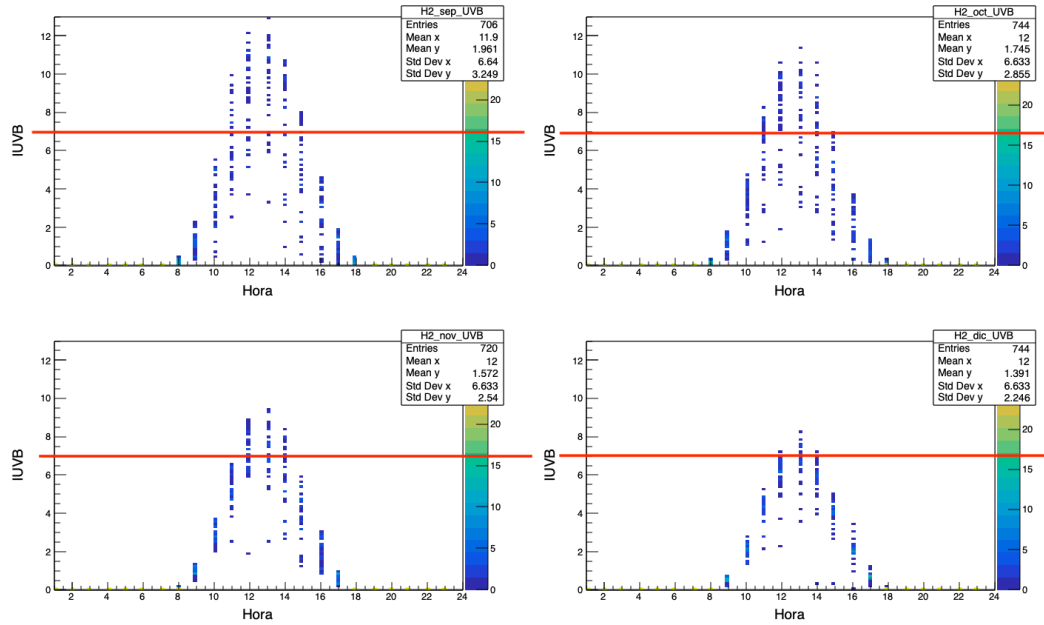 H2_sep_UVB
Entries 706
Mean x 11.9
Mean y 1.961
Std Dev x 6.64
Std Dev y 3.249
IUVB
12
10
8
6
4
2
0
2 4 6 8 10 12 14 16 18 20 22 24
Hora
20
15
10
5
0
H2_oct_UVB
Entries 744
Mean x 12
Mean y 1.745
Std Dev x 6.633
Std Dev y 2.855
IUVB
12
10
8
6
4
2
0
2 4 6 8 10 12 14 16 18 20 22 24
Hora
20
15
10
5
0
H2_nov_UVB
Entries 720
Mean x 12
Mean y 1.572
Std Dev x 6.633
Std Dev y 2.54
IUVB
12
10
8
6
4
2
0
2 4 6 8 10 12 14 16 18 20 22 24
Hora
20
15
10
5
0
H2_dic_UVB
Entries 744
Mean x 12
Mean y 1.391
Std Dev x 6.633
Std Dev y 2.246
IUVB
12
10
8
6
4
2
0
2 4 6 8 10 12 14 16 18 20 22 24
Hora
20
15
10
5
0